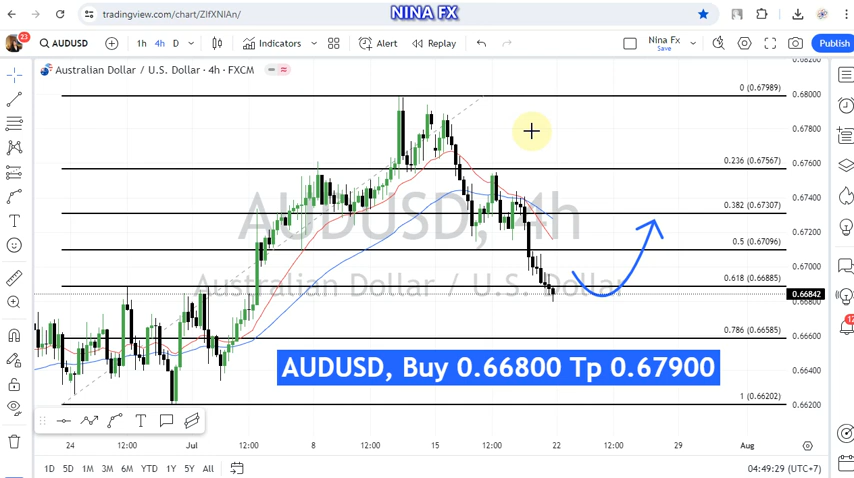 NINA FX
tradingview.com/chart/ZIfXNIAn/
23
AUDUSD
1h 4h D
Indicators
Alert
Replay
Nina Fx
Save
Publish
Australian Dollar / U.S. Dollar · 4h · FXCM
AUDUSD, 4h
Australian Dollar / U.S. Dollar
0 (0.67989)
0.236 (0.67567)
0.382 (0.67307)
0.5 (0.67096)
0.618 (0.66885)
0.786 (0.66585)
1 (0.66202)
0.68200
0.68000
0.67800
0.67600
0.67400
0.67200
0.67000
0.66842
0.66800
0.66600
0.66400
0.66200
AUDUSD, Buy 0.66800 Tp 0.67900
24 12:00 Jul 12:00 8 12:00 15 12:00 22 12:00 29 Aug
1D 5D 1M 3M 6M YTD 1Y 5Y All
04:49:29 (UTC+7)